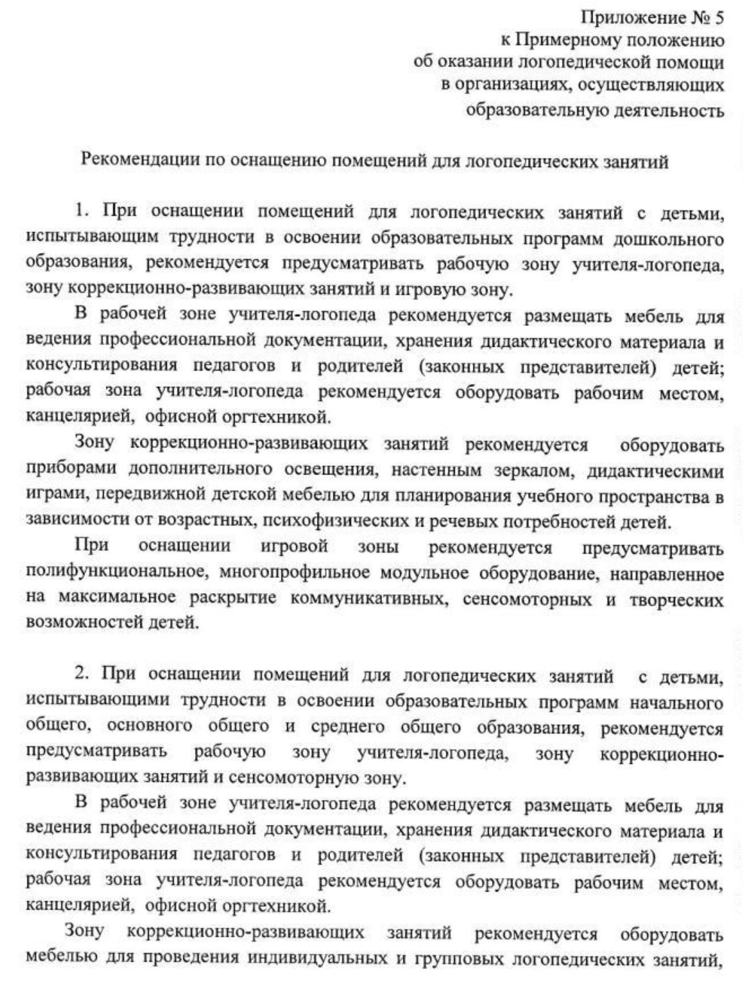 Приложение № 5
к Примерному положению
об оказании логопедической помощи
в организациях, осуществляющих
образовательную деятельность
Рекомендации по оснащению помещений для логопедических занятий
1. При оснащении помещений для логопедических занятий с детьми,
испытывающим трудности в освоении образовательных программ дошкольного
образования, рекомендуется предусматривать рабочую зону учителя-логопеда,
зону коррекционно-развивающих занятий и игровую зону.
В рабочей зоне учителя-логопеда рекомендуется размещать мебель для
ведения профессиональной документации, хранения дидактического материала и
консультирования педагогов и родителей (законных представителей) детей;
рабочая зона учителя-логопеда рекомендуется оборудовать рабочим местом,
канцелярией, офисной оргтехникой.
Зону коррекционно-развивающих занятий рекомендуется оборудовать
приборами дополнительного освещения, настенным зеркалом, дидактическими
играми, передвижной детской мебелью для планирования учебного пространства в
зависимости от возрастных, психофизических и речевых потребностей детей.
При оснащении игровой зоны рекомендуется предусматривать
полифункциональное, многопрофильное модульное оборудование, направленное
на максимальное раскрытие коммуникативных, сенсомоторных и творческих
возможностей детей.
2. При оснащении помещений для логопедических занятий с детьми,
испытывающими трудности в освоении образовательных программ начального
общего, основного общего и среднего общего образования, рекомендуется
предусматривать рабочую зону учителя-логопеда, зону коррекционно-
развивающих занятий и сенсомоторную зону.
В рабочей зоне учителя-логопеда рекомендуется размещать мебель для
ведения профессиональной документации, хранения дидактического материала и
консультирования педагогов и родителей (законных представителей) детей;
рабочая зона учителя-логопеда рекомендуется оборудовать рабочим местом,
канцелярией, офисной оргтехникой.
Зону коррекционно-развивающих занятий рекомендуется оборудовать
мебелью для проведения индивидуальных и групповых логопедических занятий,